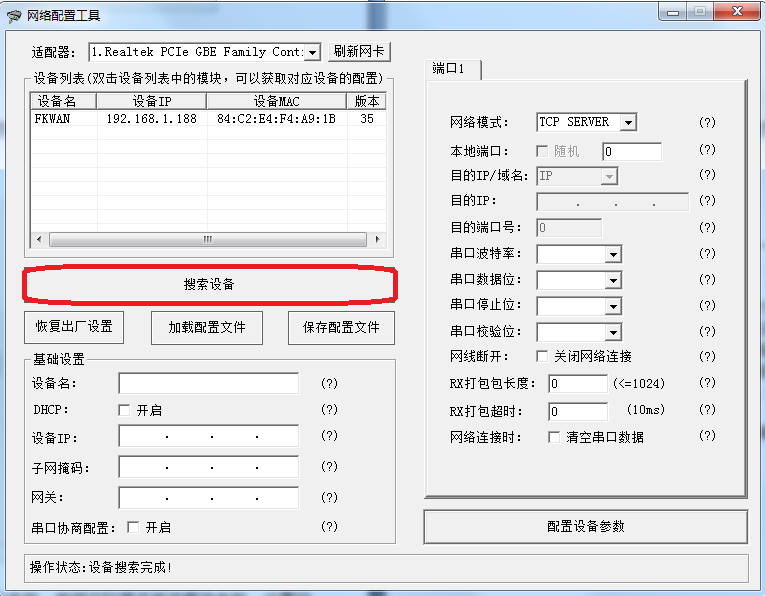 网络配置工具
适配器: 1.Realtek PCIe GBE Family Cont: 刷新网卡
设备列表(双击设备列表中的模块，可以获取对应设备的配置)
设备名 设备IP 设备MAC 版本
FKWAN 192.168.1.188 84:C2:E4:F4:A9:1B 35
搜索设备
恢复出厂设置 加载配置文件 保存配置文件
基础设置
设备名: (?)
DHCP: 开启 (?)
设备IP: . . . (?)
子网掩码: . . . (?)
网关: . . . (?)
串口协商配置: 开启 (?)
端口1
网络模式: TCP SERVER (?)
本地端口: 随机 0 (?)
目的IP/域名: IP (?)
目的IP: . . . (?)
目的端口号: 0 (?)
串口波特率: (?)
串口数据位: (?)
串口停止位: (?)
串口校验位: (?)
网线断开: 关闭网络连接 (?)
RX打包包长度: 0 (<=1024) (?)
RX打包超时: 0 (10ms) (?)
网络连接时: 清空串口数据 (?)
配置设备参数
操作状态:设备搜索完成!